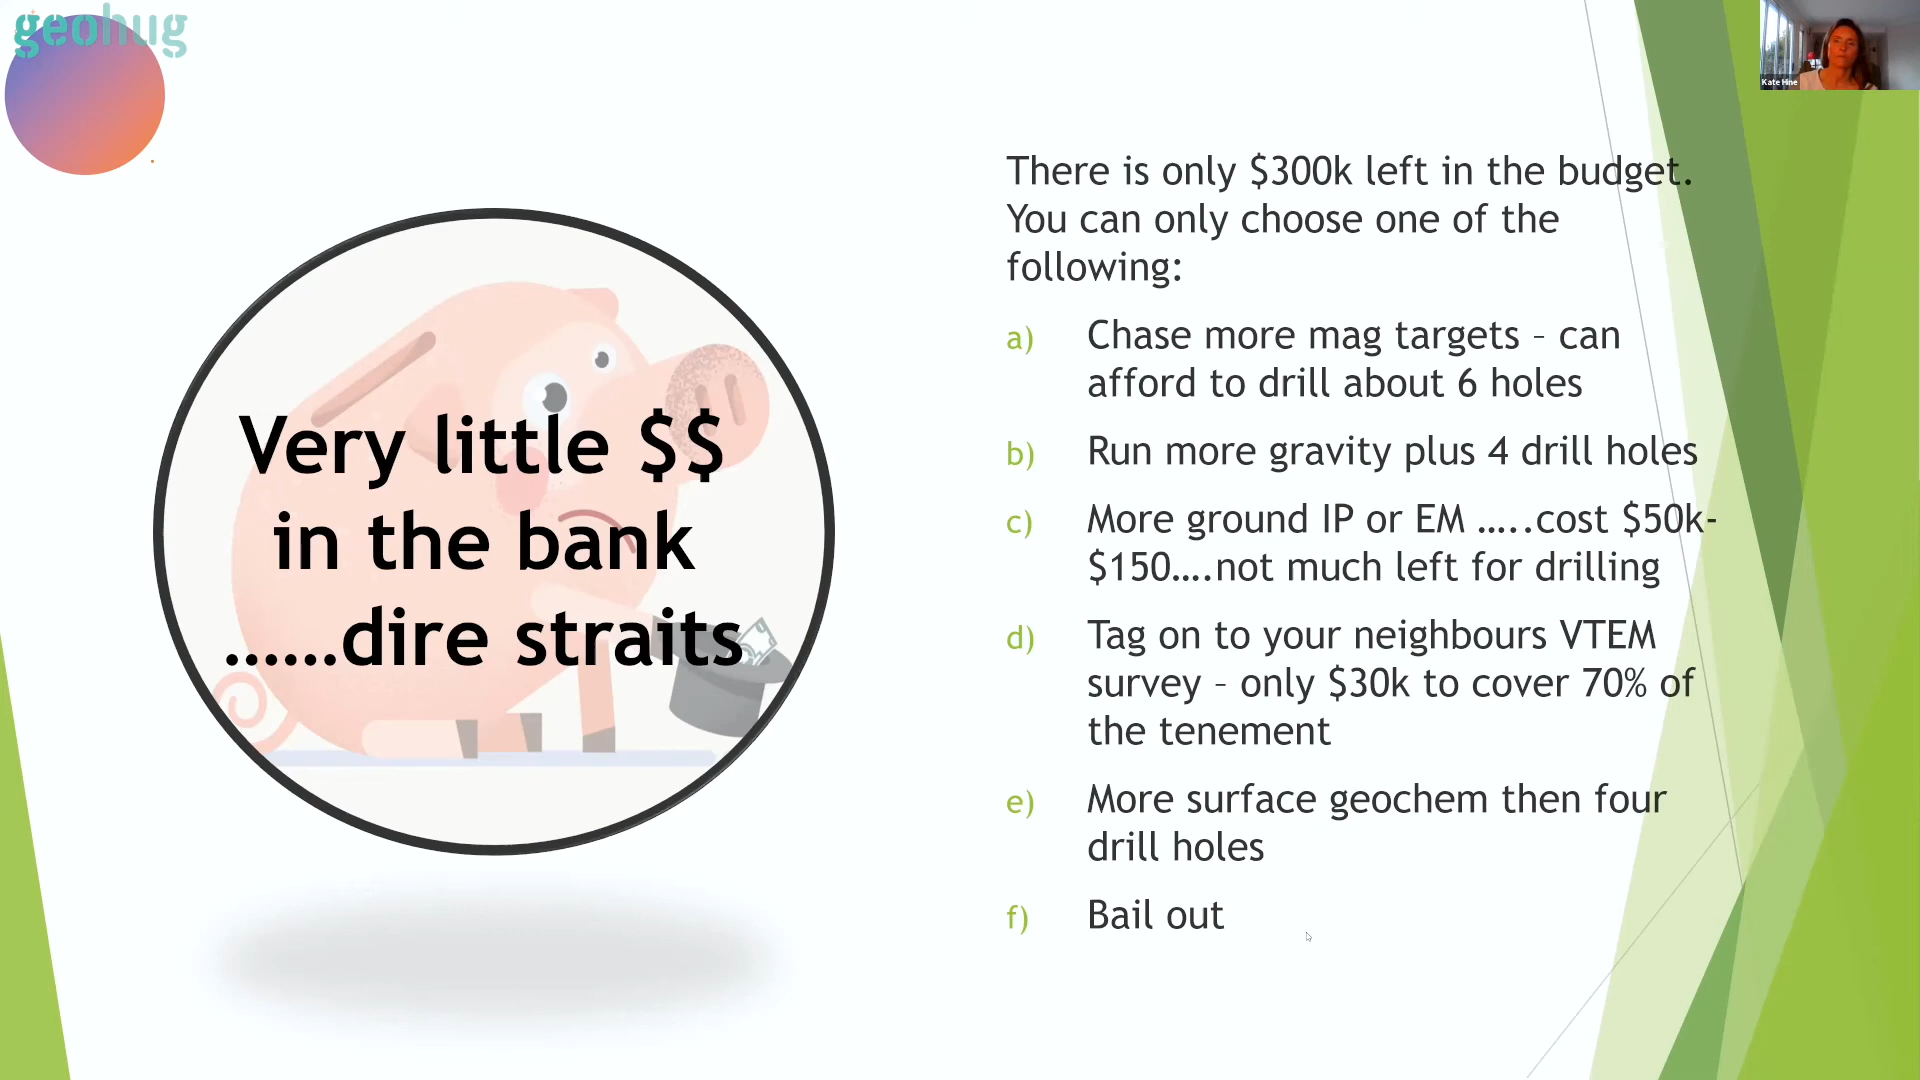 geohug
Kate Hine
Very little $$
in the bank
......dire straits
There is only $300k left in the budget.
You can only choose one of the
following:
a) Chase more mag targets – can
afford to drill about 6 holes
b) Run more gravity plus 4 drill holes
c) More ground IP or EM …..cost $50k-
$150….not much left for drilling
d) Tag on to your neighbours VTEM
survey – only $30k to cover 70% of
the tenement
e) More surface geochem then four
drill holes
f) Bail out